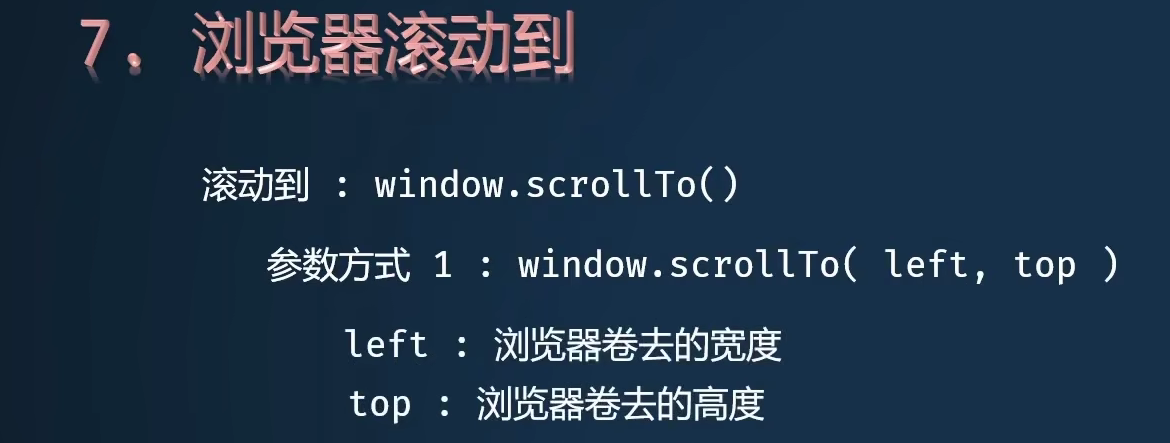 7. 浏览器滚动到
滚动到 : window.scrollTo()
参数方式 1 : window.scrollTo( left, top )
left : 浏览器卷去的宽度
top : 浏览器卷去的高度